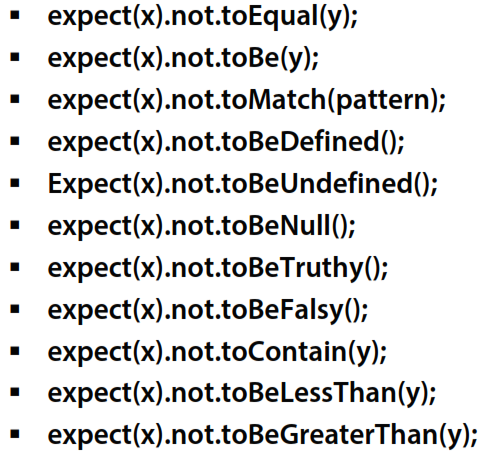 ▪ expect(x).not.toEqual(y);
▪ expect(x).not.toBe(y);
▪ expect(x).not.toMatch(pattern);
▪ expect(x).not.toBeDefined();
▪ Expect(x).not.toBeUndefined();
▪ expect(x).not.toBeNull();
▪ expect(x).not.toBeTruthy();
▪ expect(x).not.toBeFalsy();
▪ expect(x).not.toContain(y);
▪ expect(x).not.toBeLessThan(y);
▪ expect(x).not.toBeGreaterThan(y);